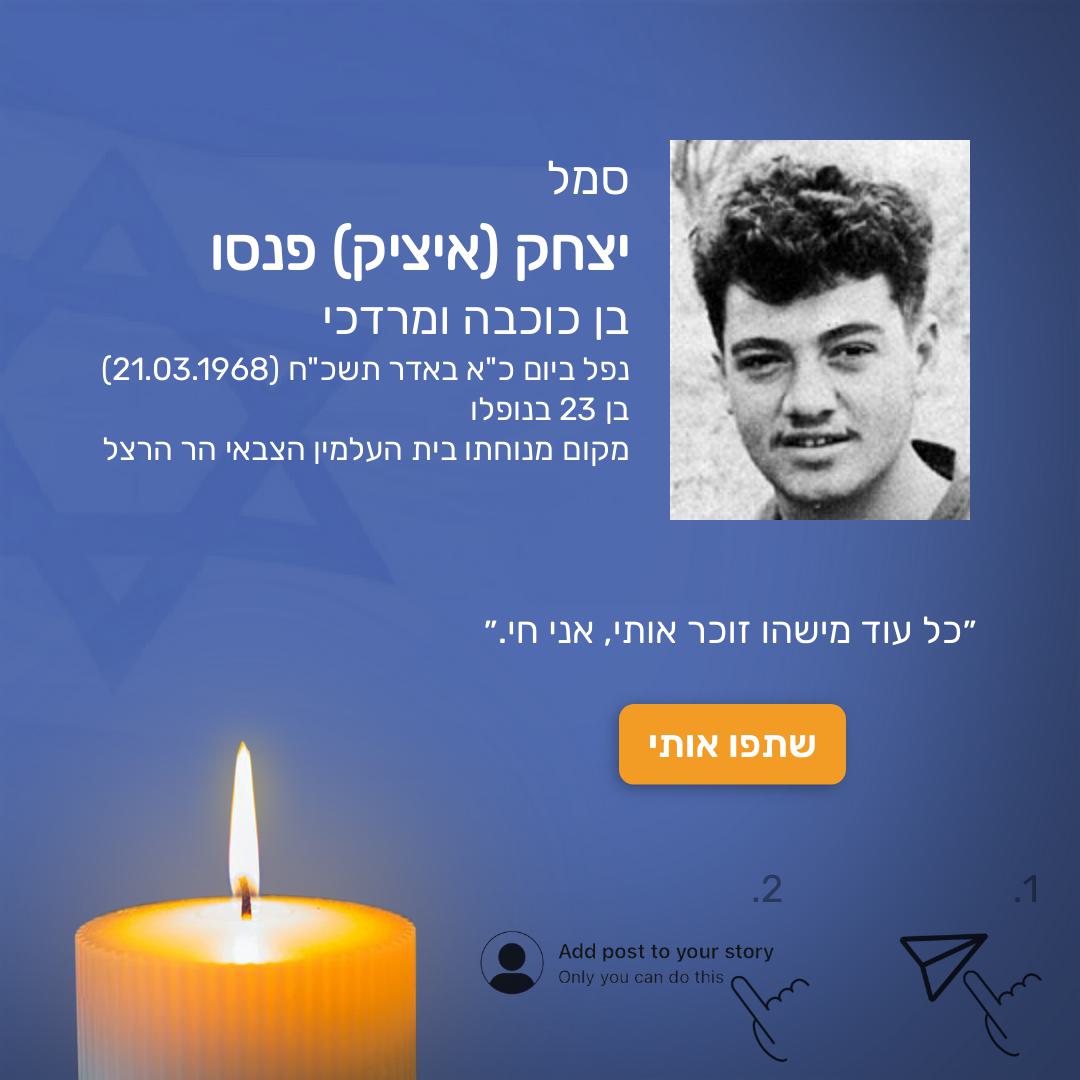 סמל
יצחק (איציק) פנסו
בן כוכבה ומרדכי
נפל ביום כ"א באדר תשכ"ח (21.03.1968)
בן 23 בנופלו
מקום מנוחתו בית העלמין הצבאי הר הרצל
״כל עוד מישהו זוכר אותי, אני חי.״
שתפו אותי
.1
.2
Add post to your story
Only you can do this